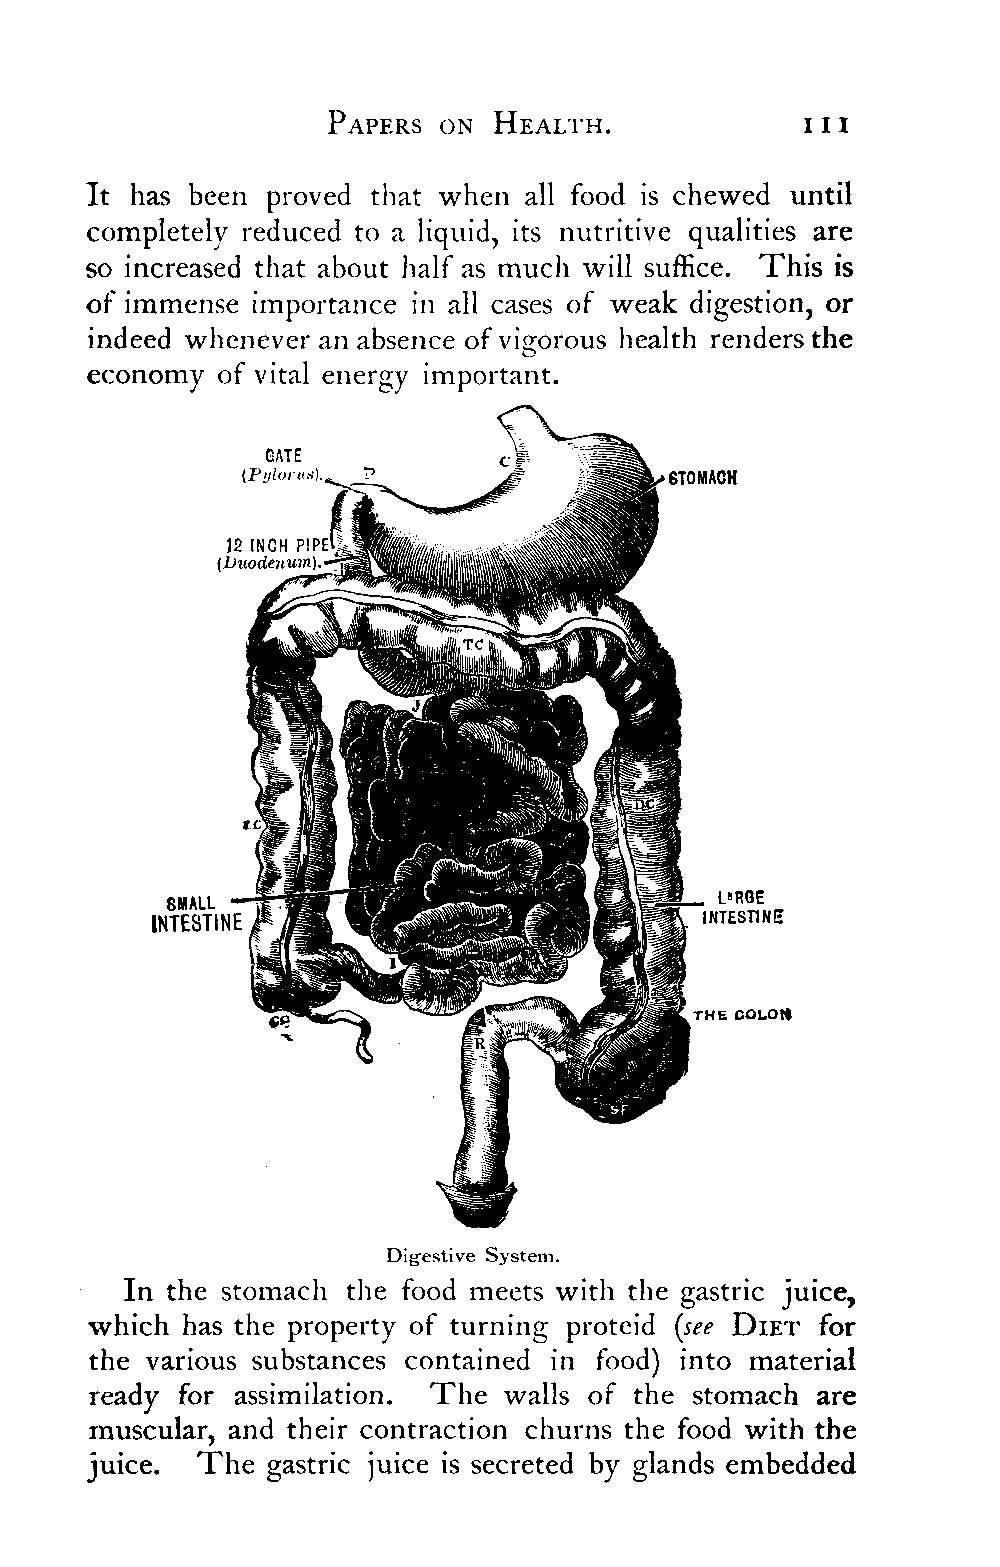 PAPERS ON HEALTH. 111
It has been proved that when all food is chewed until
completely reduced to a liquid, its nutritive qualities are
so increased that about half as much will suffice. This is
of immense importance in all cases of weak digestion, or
indeed whenever an absence of vigorous health renders the
economy of vital energy important.
GATE
(Pylorus).
P
C
STOMACH
12 INCH PIPE
(Duodenum).
TC
J
DC
SMALL
INTESTINE
LARGE
INTESTINE
I
THE COLON
R
SF
Digestive System.
In the stomach the food meets with the gastric juice,
which has the property of turning proteid (see DIET for
the various substances contained in food) into material
ready for assimilation. The walls of the stomach are
muscular, and their contraction churns the food with the
juice. The gastric juice is secreted by glands embedded